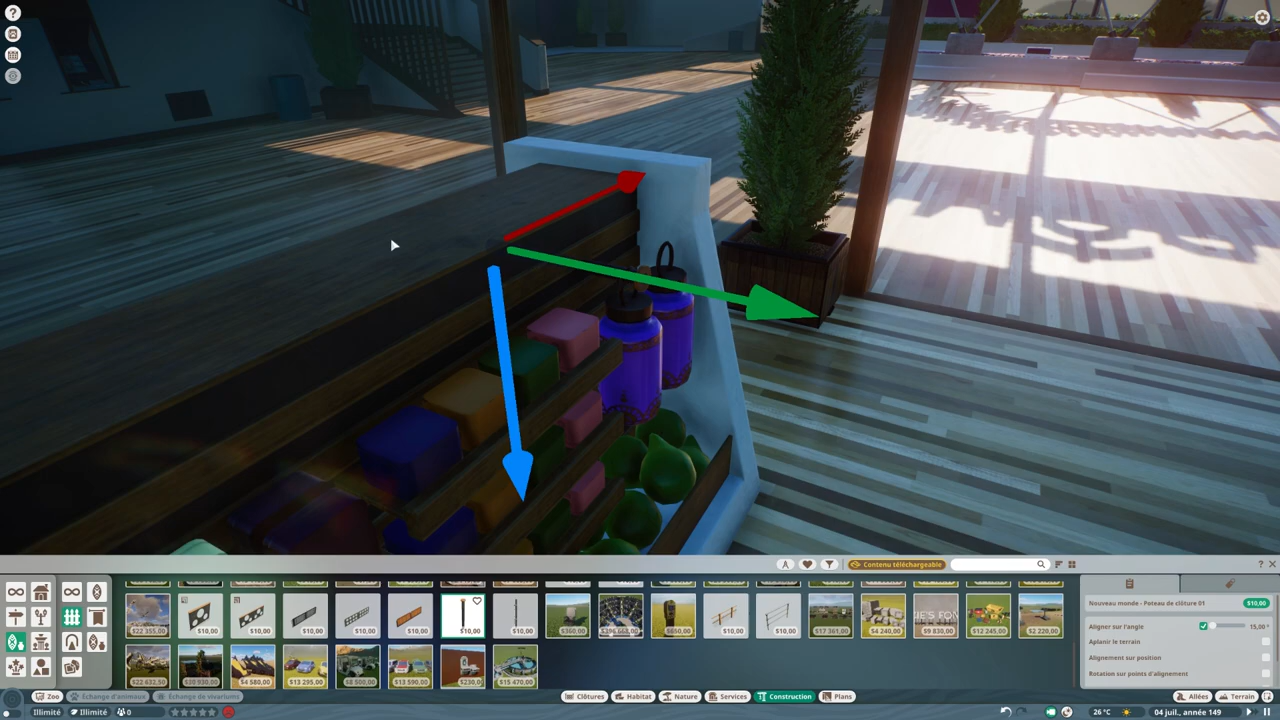 Contenu téléchargeable
$22 355,00
$10,00
$10,00
$10,00
$10,00
$10,00
$10,00
$10,00
$360,00
$650,00
$10,00
$10,00
$17 361,00
$4 240,00
$9 830,00
$12 245,00
$2 220,00
$22 632,50
$30 930,00
$4 580,00
$13 295,00
$8 500,00
$13 590,00
$230,00
$15 470,00
Nouveau monde - Poteau de clôture 01
$10,00
Aligner sur l'angle
15,00°
Aplanir le terrain
Alignement sur position
Rotation sur points d'alignement
Zoo
Échange d'animaux
Échange de vivariums
Clôtures
Habitat
Nature
Services
Construction
Plans
Allées
Terrain
Illimité
Illimité
0
26 °C
04 juil., année 149